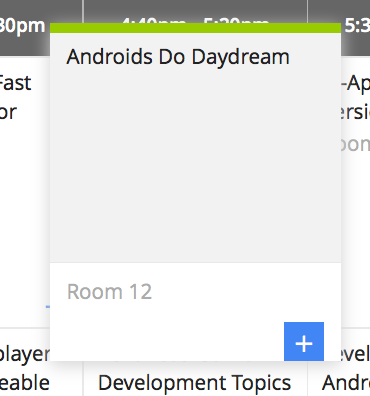 30pm 4:40pm - 5:20pm 5:3
Androids Do Daydream
Fast
or
-Ap
ersi
oom
Room 12
+
player
eable
Development Topics
evel
Andro